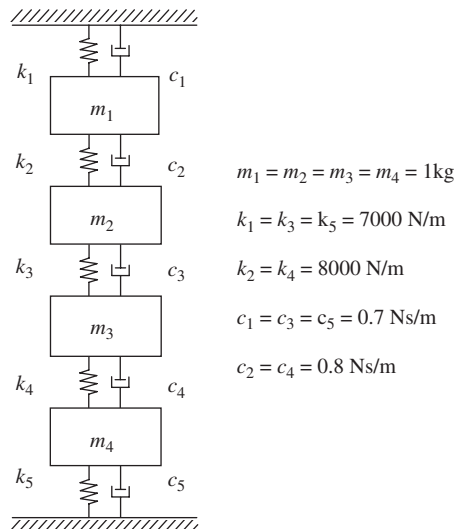 k₁ c₁
m₁
k₂ c₂
m₂
k₃ c₃
m₃
k₄ c₄
m₄
k₅ c₅
m₁ = m₂ = m₃ = m₄ = 1kg
k₁ = k₃ = k₅ = 7000 N/m
k₂ = k₄ = 8000 N/m
c₁ = c₃ = c₅ = 0.7 Ns/m
c₂ = c₄ = 0.8 Ns/m